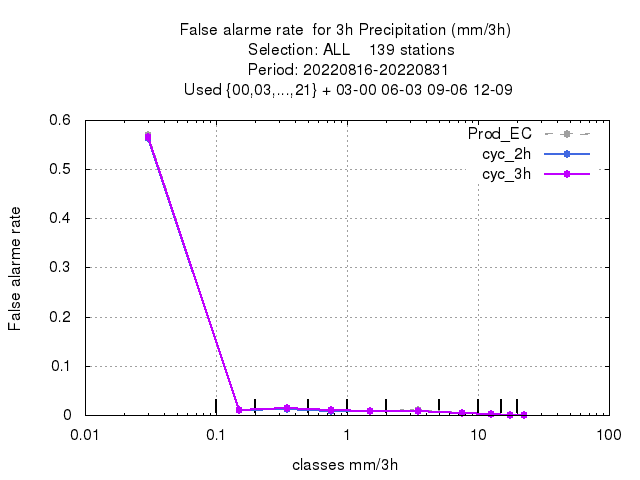 False alarme rate  for 3h Precipitation (mm/3h)
Selection: ALL    139 stations
Period: 20220816-20220831
Used {00,03,...,21} + 03-00 06-03 09-06 12-09
Prod_EC
cyc_2h
cyc_3h
0.6
0.5
0.4
0.3
0.2
0.1
0
False alarme rate
0.01 0.1 1 10 100
classes mm/3h